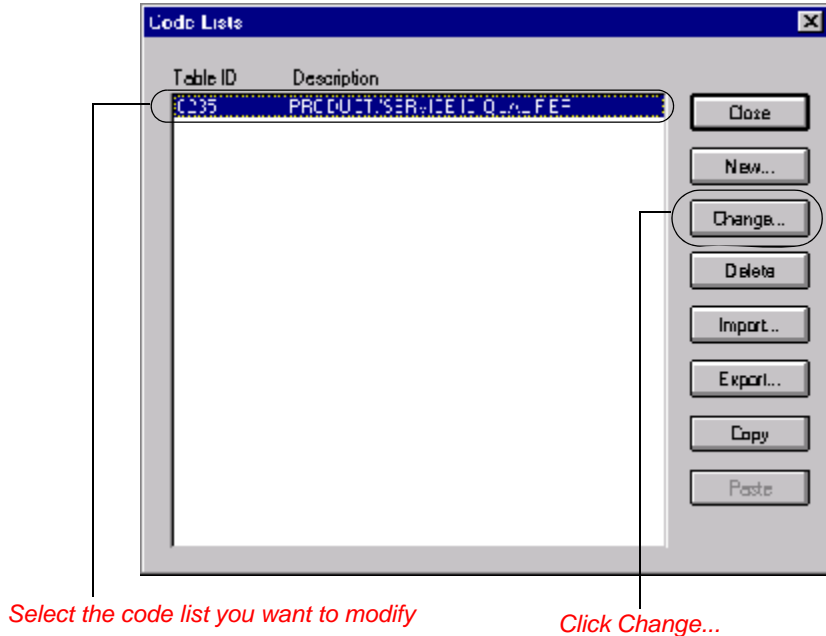 Code Lists
Table ID Description
0235 PRODUCT/SERVICE ID QUALIFIER
Close
New...
Change...
Delete
Import...
Export...
Copy
Paste
Select the code list you want to modify
Click Change...